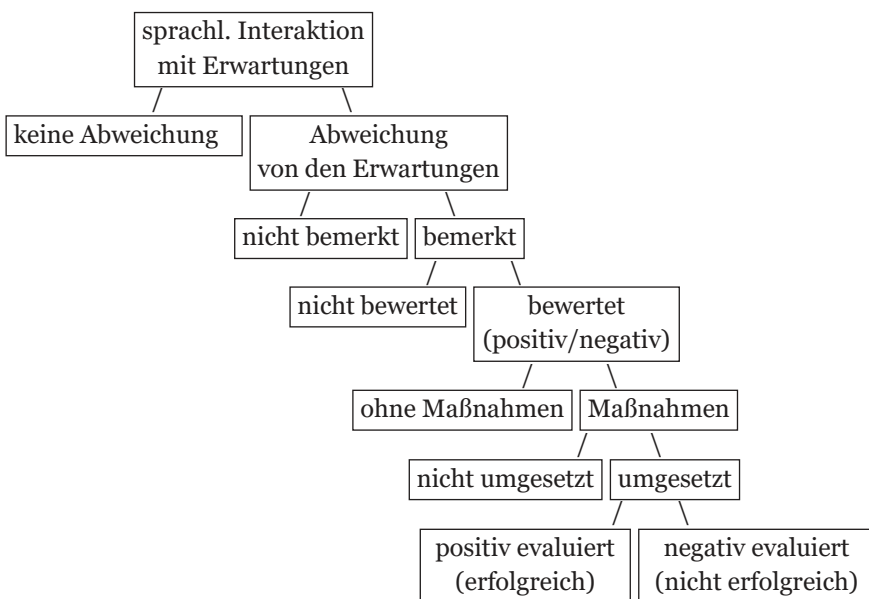 sprachl. Interaktion
mit Erwartungen
keine Abweichung
Abweichung
von den Erwartungen
nicht bemerkt
bemerkt
nicht bewertet
bewertet
(positiv/negativ)
ohne Maßnahmen
Maßnahmen
nicht umgesetzt
umgesetzt
positiv evaluiert
(erfolgreich)
negativ evaluiert
(nicht erfolgreich)